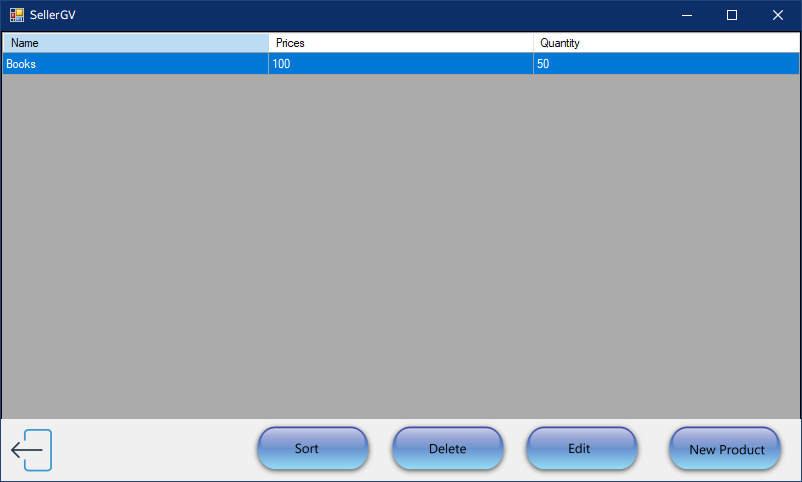 SellerGV
Name Prices Quantity
Books 100 50
Sort Delete Edit New Product